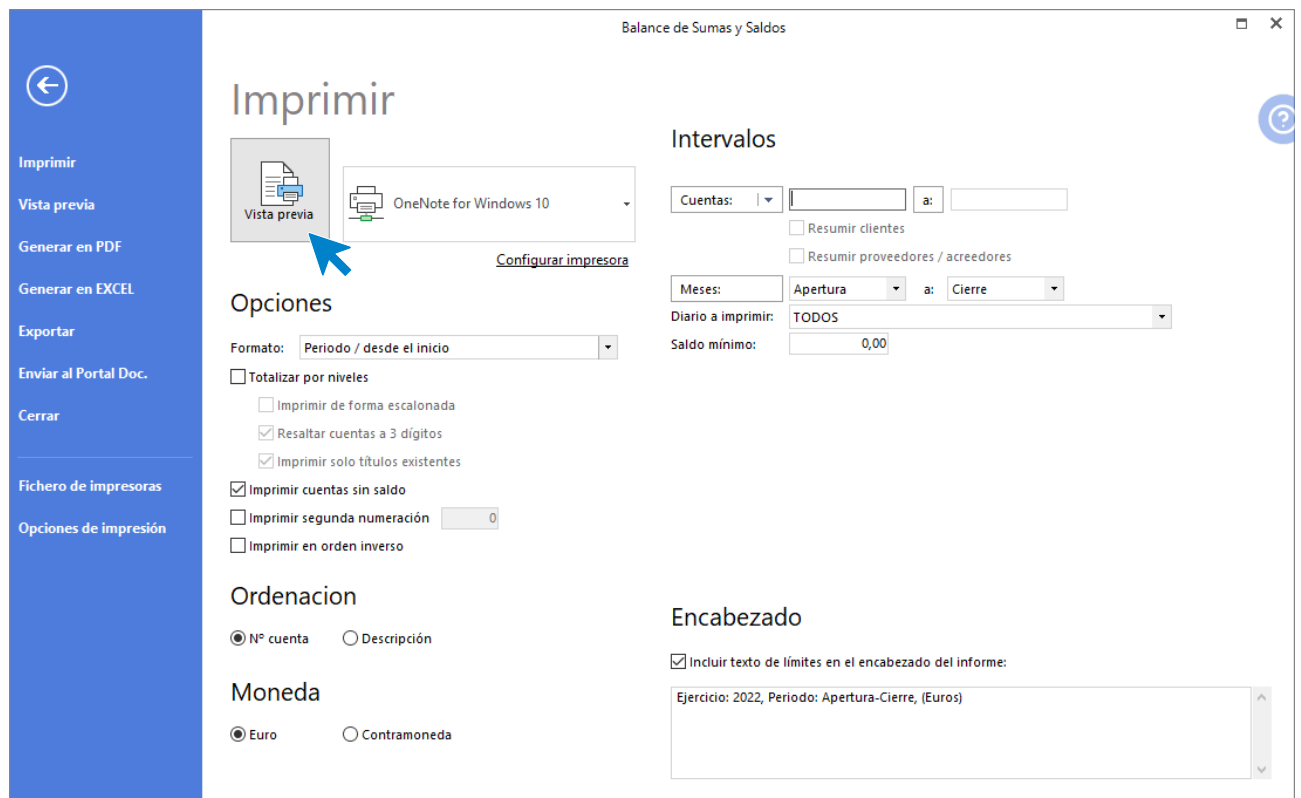 Balance de Sumas y Saldos
Imprimir
Vista previa
Generar en PDF
Generar en EXCEL
Exportar
Enviar al Portal Doc.
Cerrar
Fichero de impresoras
Opciones de impresión
Imprimir
Vista previa
OneNote for Windows 10
Configurar impresora
Opciones
Formato: Periodo / desde el inicio
Totalizar por niveles
Imprimir de forma escalonada
Resaltar cuentas a 3 dígitos
Imprimir solo títulos existentes
Imprimir cuentas sin saldo
Imprimir segunda numeración 0
Imprimir en orden inverso
Ordenacion
Nº cuenta Descripción
Moneda
Euro Contramoneda
Intervalos
Cuentas: a:
Resumir clientes
Resumir proveedores / acreedores
Meses: Apertura a: Cierre
Diario a imprimir: TODOS
Saldo mínimo: 0,00
Encabezado
Incluir texto de límites en el encabezado del informe:
Ejercicio: 2022, Periodo: Apertura-Cierre, (Euros)
?